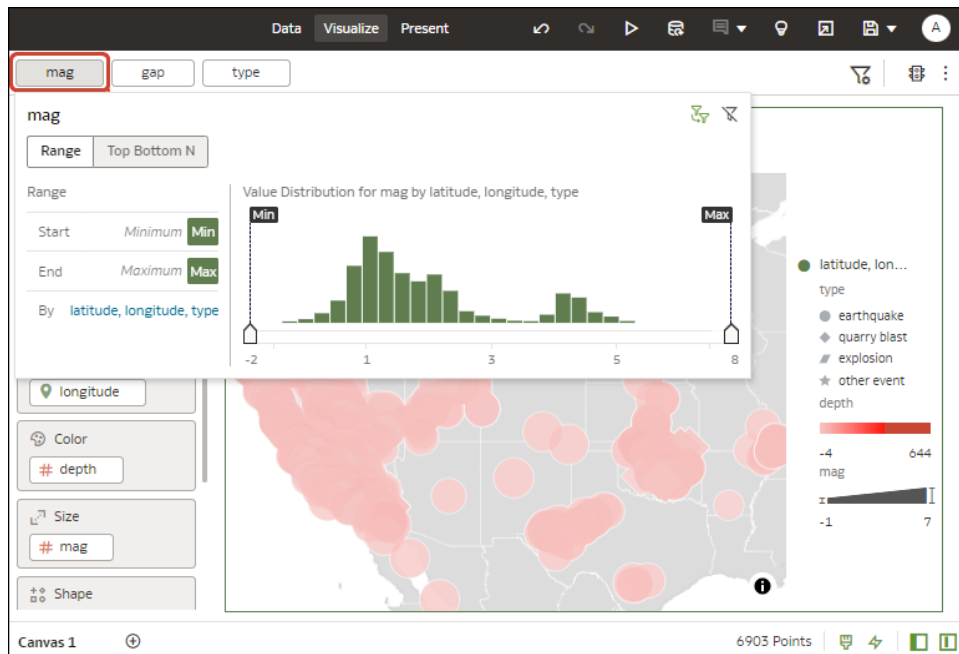 Data Visualize Present A
mag gap type
mag
Range Top Bottom N
Range
Start Minimum Min
End Maximum Max
By latitude, longitude, type
Value Distribution for mag by latitude, longitude, type
Min Max
-2 1 3 5 8
longitude
Color
# depth
Size
# mag
Shape
latitude, lon...
type
earthquake
quarry blast
explosion
other event
depth
-4 644
mag
-1 7
i
Canvas 1 6903 Points